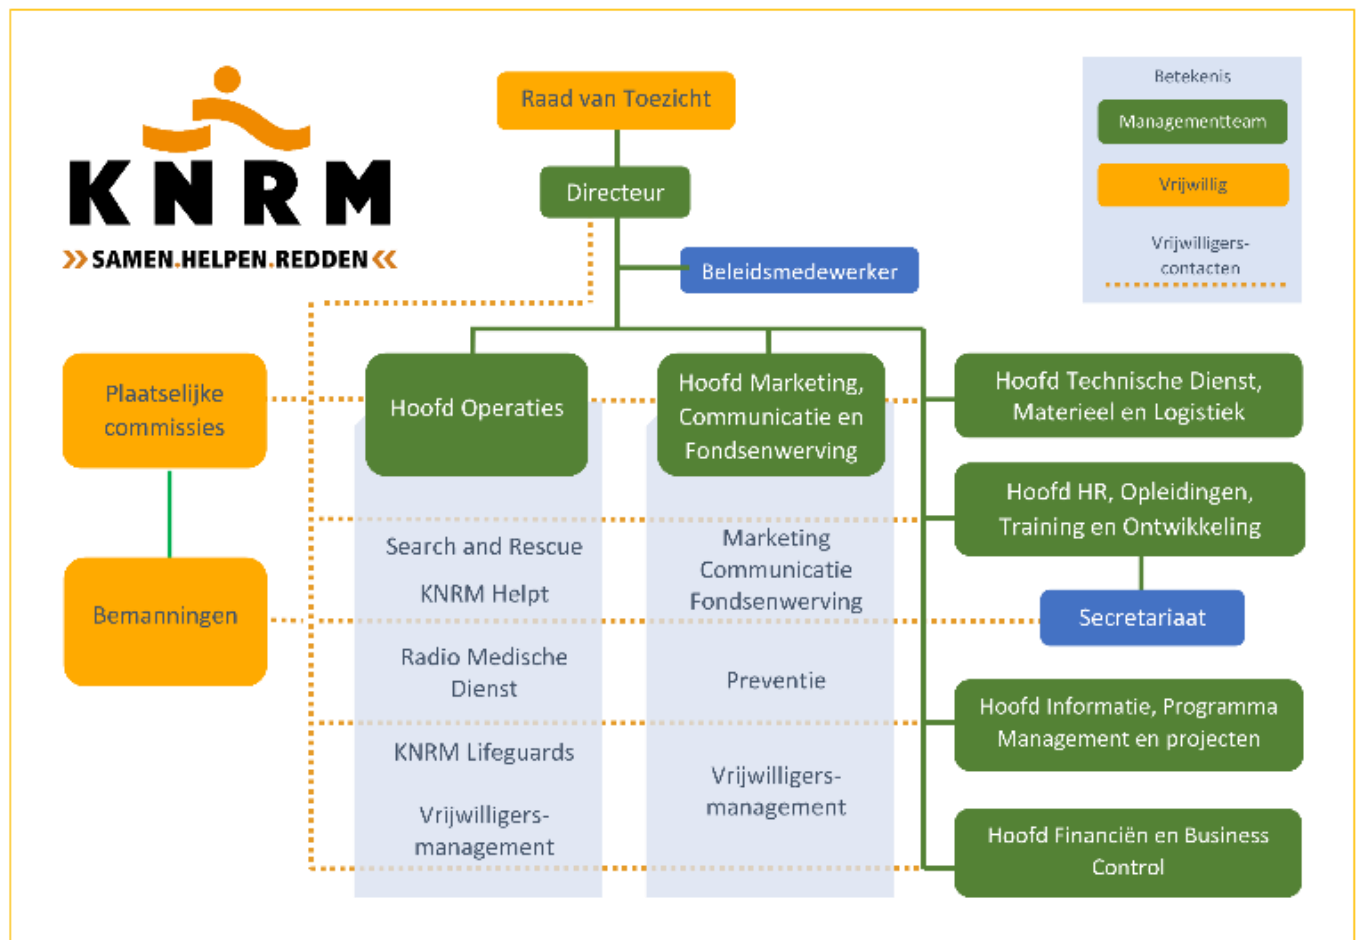 KNRM
SAMEN.HELPEN.REDDEN
Raad van Toezicht
Directeur
Beleidsmedewerker
Betekenis
Managementteam
Vrijwillig
Vrijwilligers-
contacten
Plaatselijke
commissies
Bemanningen
Hoofd Operaties
Search and Rescue
KNRM Helpt
Radio Medische
Dienst
KNRM Lifeguards
Vrijwilligers-
management
Hoofd Marketing,
Communicatie en
Fondsenwerving
Marketing
Communicatie
Fondsenwerving
Preventie
Vrijwilligers-
management
Hoofd Technische Dienst,
Materieel en Logistiek
Hoofd HR, Opleidingen,
Training en Ontwikkeling
Secretariaat
Hoofd Informatie, Programma
Management en projecten
Hoofd Financiën en Business
Control